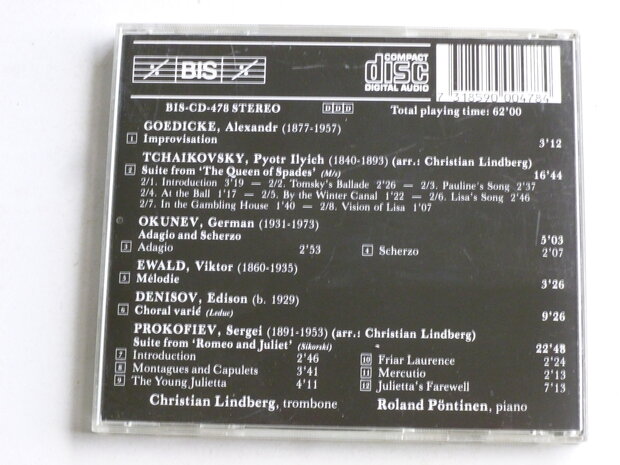 BIS
COMPACT
disc
DIGITAL AUDIO
7 318590 004784
BIS-CD-478 STEREO DDD Total playing time: 62'00
GOEDICKE, Alexandr (1877-1957)
1 Improvisation 3'12
TCHAIKOVSKY, Pyotr Ilyich (1840-1893) (arr.: Christian Lindberg)
2 Suite from 'The Queen of Spades' (M/s) 16'44
2/1. Introduction 3'19 — 2/2. Tomsky's Ballade 2'26 — 2/3. Pauline's Song 2'37
2/4. At the Ball 1'17 — 2/5. By the Winter Canal 1'22 — 2/6. Lisa's Song 2'46
2/7. In the Gambling House 1'40 — 2/8. Vision of Lisa 1'07
OKUNEV, German (1931-1973)
Adagio and Scherzo 5'03
3 Adagio 2'53 4 Scherzo 2'07
EWALD, Viktor (1860-1935)
5 Mélodie 3'26
DENISOV, Edison (b. 1929)
6 Choral varié (Leduc) 9'26
PROKOFIEV, Sergei (1891-1953) (arr.: Christian Lindberg)
Suite from 'Romeo and Juliet' (Sikorski) 22'48
7 Introduction 2'46 10 Friar Laurence 2'24
8 Montagues and Capulets 3'41 11 Mercutio 2'13
9 The Young Julietta 4'11 12 Julietta's Farewell 7'13
Christian Lindberg, trombone Roland Pöntinen, piano